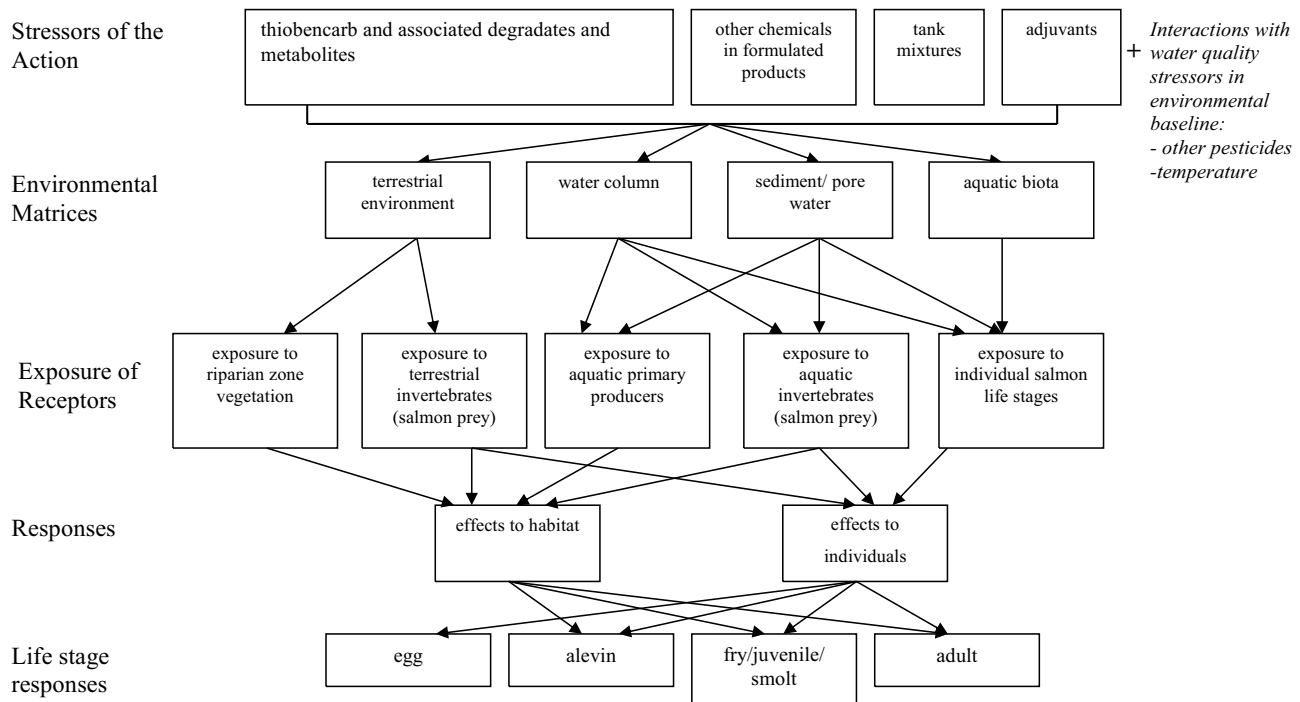 Stressors of the
Action
thiobencarb and associated degradates and
metabolites
other chemicals
in formulated
products
tank
mixtures
adjuvants
+
Interactions with
water quality
stressors in
environmental
baseline:
- other pesticides
-temperature
Environmental
Matrices
terrestrial
environment
water column
sediment/ pore
water
aquatic biota
Exposure of
Receptors
exposure to
riparian zone
vegetation
exposure to
terrestrial
invertebrates
(salmon prey)
exposure to
aquatic primary
producers
exposure to
aquatic
invertebrates
(salmon prey)
exposure to
individual salmon
life stages
Responses
effects to habitat
effects to
individuals
Life stage
responses
egg
alevin
fry/juvenile/
smolt
adult